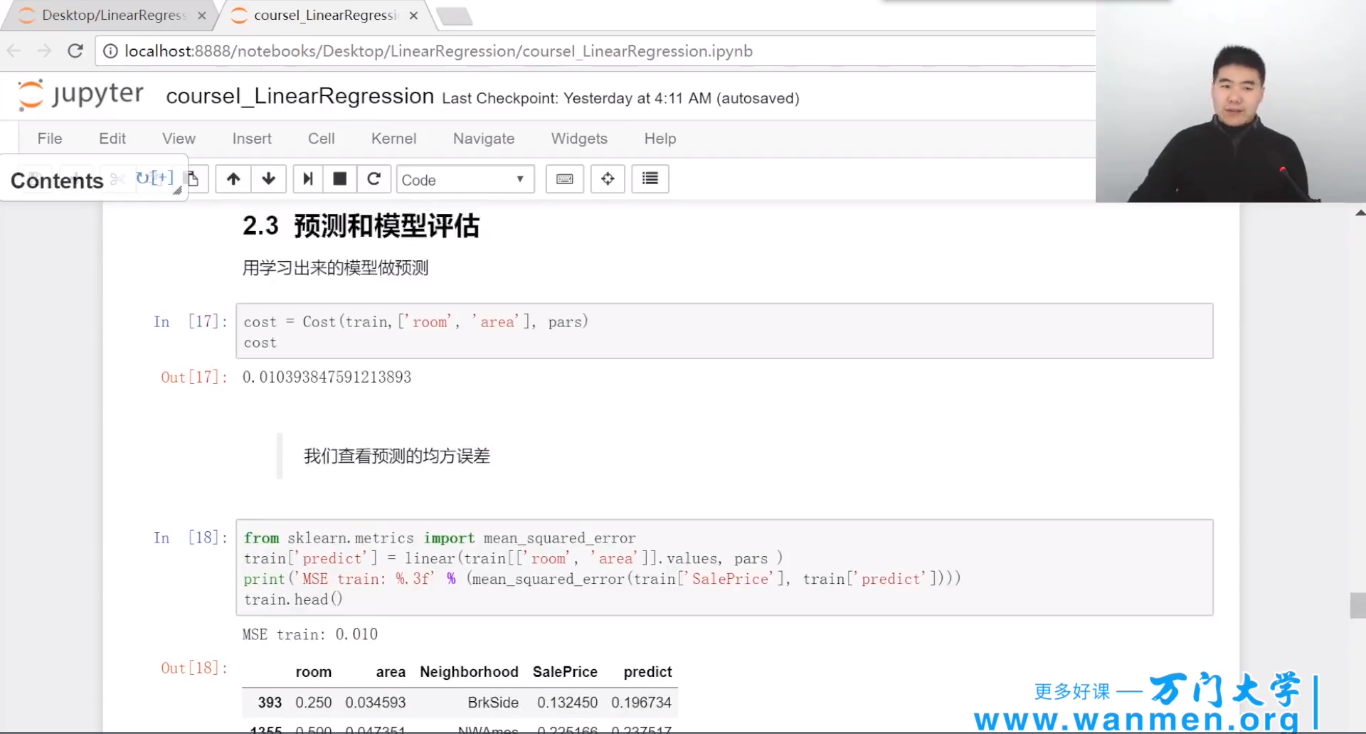 Desktop/LinearRegress
courseI_LinearRegressi
localhost:8888/notebooks/Desktop/LinearRegression/courseI_LinearRegression.ipynb
jupyter courseI_LinearRegression Last Checkpoint: Yesterday at 4:11 AM (autosaved)
File Edit View Insert Cell Kernel Navigate Widgets Help
Contents
[+]
Code
2.3 预测和模型评估
用学习出来的模型做预测
In [17]: cost = Cost(train,['room', 'area'], pars)
cost
Out[17]: 0.010393847591213893
我们查看预测的均方误差
In [18]: from sklearn.metrics import mean_squared_error
train['predict'] = linear(train[['room', 'area']].values, pars )
print('MSE train: %.3f' % (mean_squared_error(train['SalePrice'], train['predict'])))
train.head()
MSE train: 0.010
Out[18]:
room area Neighborhood SalePrice predict
393 0.250 0.034593 BrkSide 0.132450 0.196734
1355 0.500 0.047351 NWAmes 0.225166 0.237517
更多好课 — 万门大学
www.wanmen.org